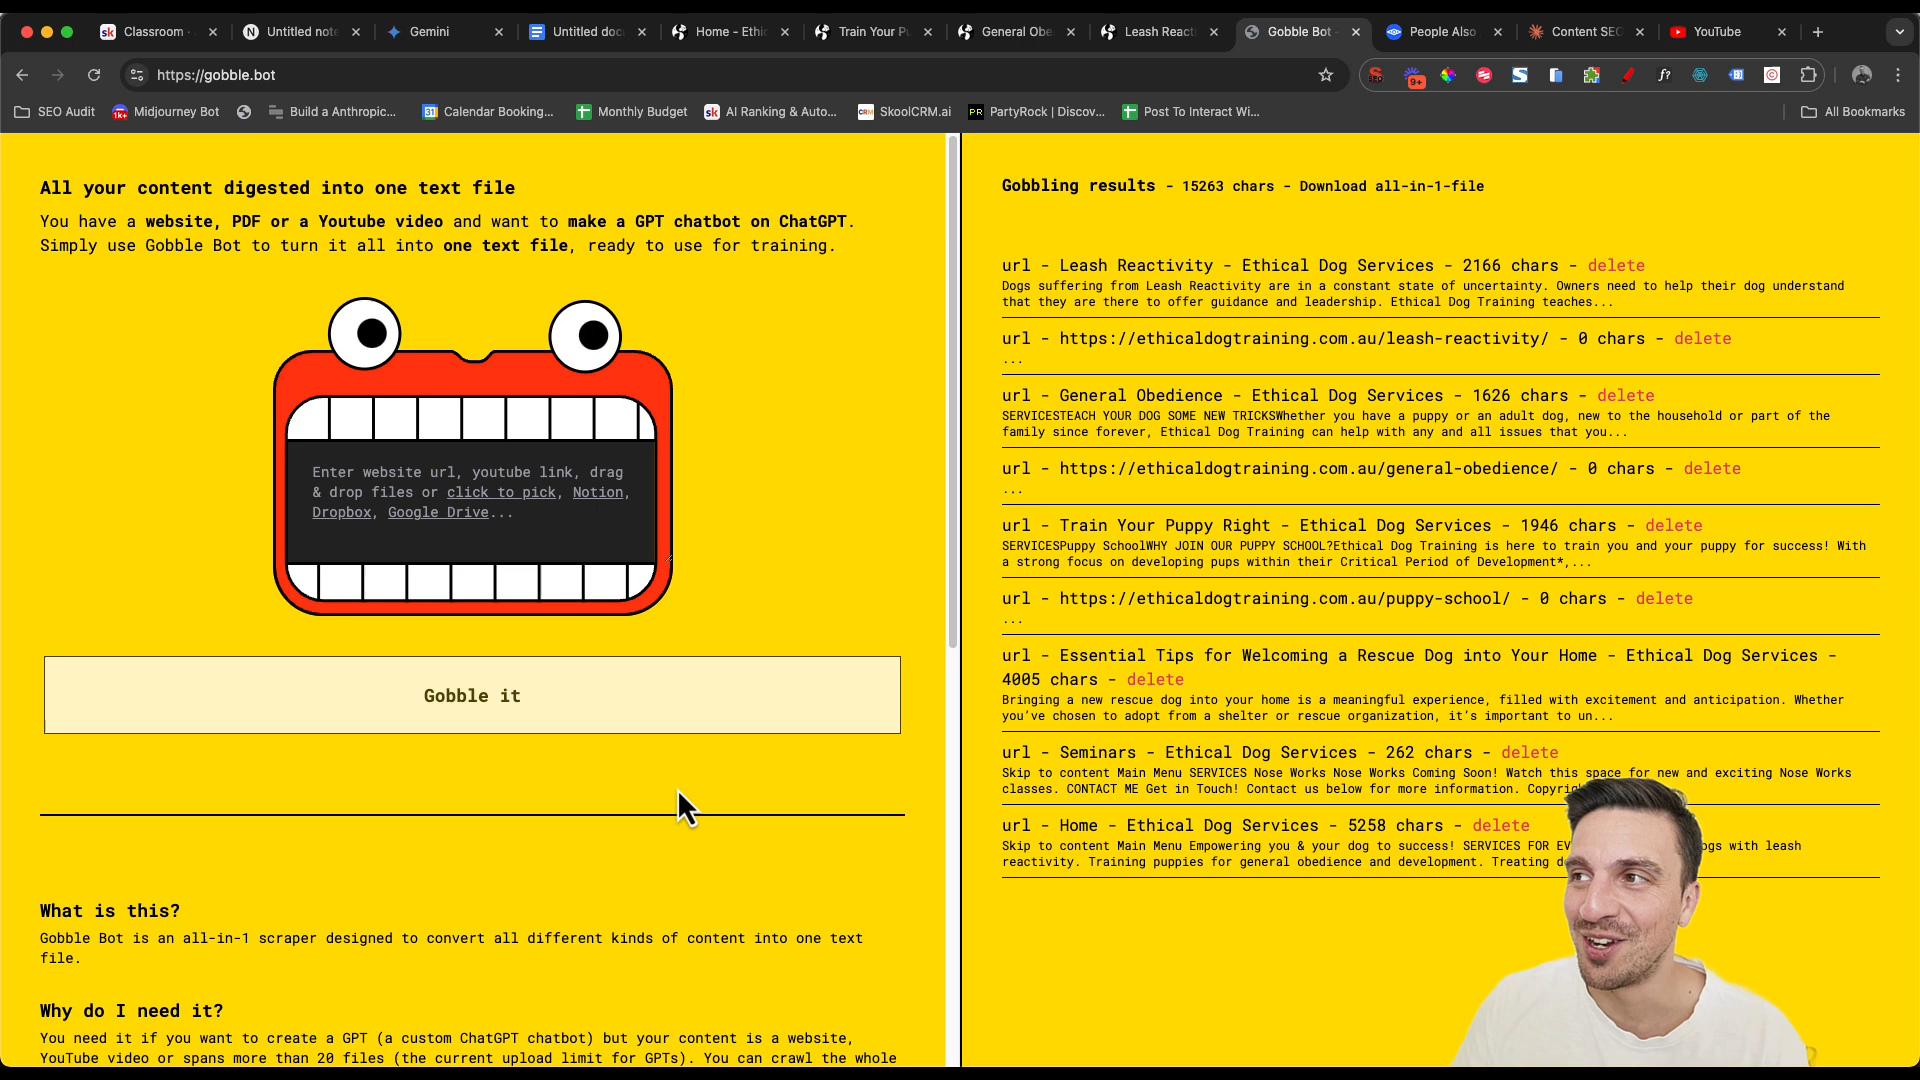 Classroom
Untitled note
Gemini
Untitled doc
Home - Ethic
Train Your Pu
General Obe
Leash Reacti
Gobble Bot -
People Also
Content SEO
YouTube
https://gobble.bot
9+
f?
SEO Audit
1k+
Midjourney Bot
Build a Anthropic...
Calendar Booking...
Monthly Budget
AI Ranking & Auto...
SkoolCRM.ai
PartyRock | Discov...
Post To Interact Wi...
All Bookmarks
All your content digested into one text file
You have a website, PDF or a Youtube video and want to make a GPT chatbot on ChatGPT.
Simply use Gobble Bot to turn it all into one text file, ready to use for training.
Enter website url, youtube link, drag
& drop files or click to pick, Notion,
Dropbox, Google Drive...
Gobble it
What is this?
Gobble Bot is an all-in-1 scraper designed to convert all different kinds of content into one text
file.
Why do I need it?
You need it if you want to create a GPT (a custom ChatGPT chatbot) but your content is a website,
YouTube video or spans more than 20 files (the current upload limit for GPTs). You can crawl the whole
Gobbling results - 15263 chars - Download all-in-1-file
url - Leash Reactivity - Ethical Dog Services - 2166 chars - delete
Dogs suffering from Leash Reactivity are in a constant state of uncertainty. Owners need to help their dog understand
that they are there to offer guidance and leadership. Ethical Dog Training teaches...
url - https://ethicaldogtraining.com.au/leash-reactivity/ - 0 chars - delete
...
url - General Obedience - Ethical Dog Services - 1626 chars - delete
SERVICESTEACH YOUR DOG SOME NEW TRICKSWhether you have a puppy or an adult dog, new to the household or part of the
family since forever, Ethical Dog Training can help with any and all issues that you...
url - https://ethicaldogtraining.com.au/general-obedience/ - 0 chars - delete
...
url - Train Your Puppy Right - Ethical Dog Services - 1946 chars - delete
SERVICESPuppy SchoolWHY JOIN OUR PUPPY SCHOOL?Ethical Dog Training is here to train you and your puppy for success! With
a strong focus on developing pups within their Critical Period of Development*,...
url - https://ethicaldogtraining.com.au/puppy-school/ - 0 chars - delete
...
url - Essential Tips for Welcoming a Rescue Dog into Your Home - Ethical Dog Services -
4005 chars - delete
Bringing a new rescue dog into your home is a meaningful experience, filled with excitement and anticipation. Whether
you've chosen to adopt from a shelter or rescue organization, it's important to un...
url - Seminars - Ethical Dog Services - 262 chars - delete
Skip to content Main Menu SERVICES Nose Works Nose Works Coming Soon! Watch this space for new and exciting Nose Works
classes. CONTACT ME Get in Touch! Contact us below for more information. Copyrig
url - Home - Ethical Dog Services - 5258 chars - delete
Skip to content Main Menu Empowering you & your dog to success! SERVICES FOR EV ogs with leash
reactivity. Training puppies for general obedience and development. Treating d